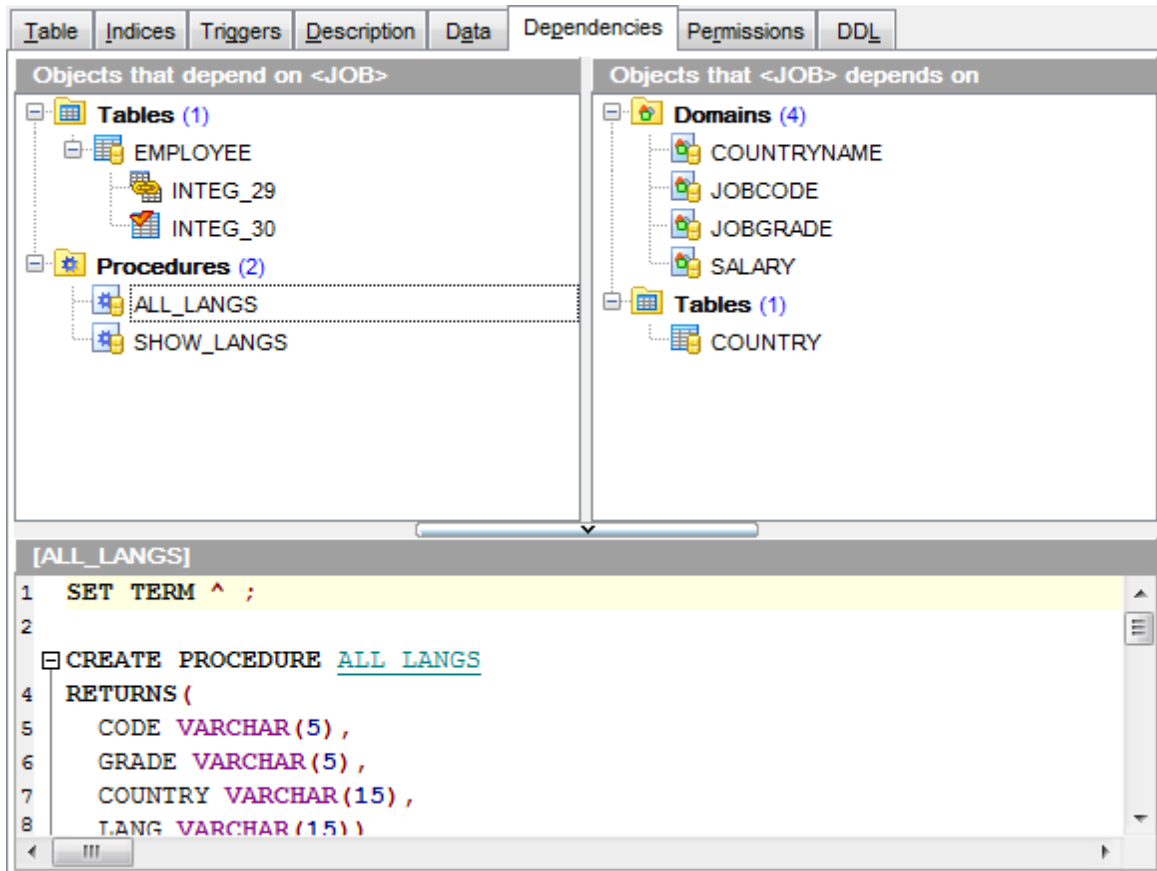 Table Indices Triggers Description Data Dependencies Permissions DDL
Objects that depend on <JOB>
Tables (1)
EMPLOYEE
INTEG_29
INTEG_30
Procedures (2)
ALL_LANGS
SHOW_LANGS
Objects that <JOB> depends on
Domains (4)
COUNTRYNAME
JOBCODE
JOBGRADE
SALARY
Tables (1)
COUNTRY
[ALL_LANGS]
1 SET TERM ^ ;
2
CREATE PROCEDURE ALL_LANGS
4 RETURNS(
5 CODE VARCHAR(5),
6 GRADE VARCHAR(5),
7 COUNTRY VARCHAR(15),
8 LANG VARCHAR(15))